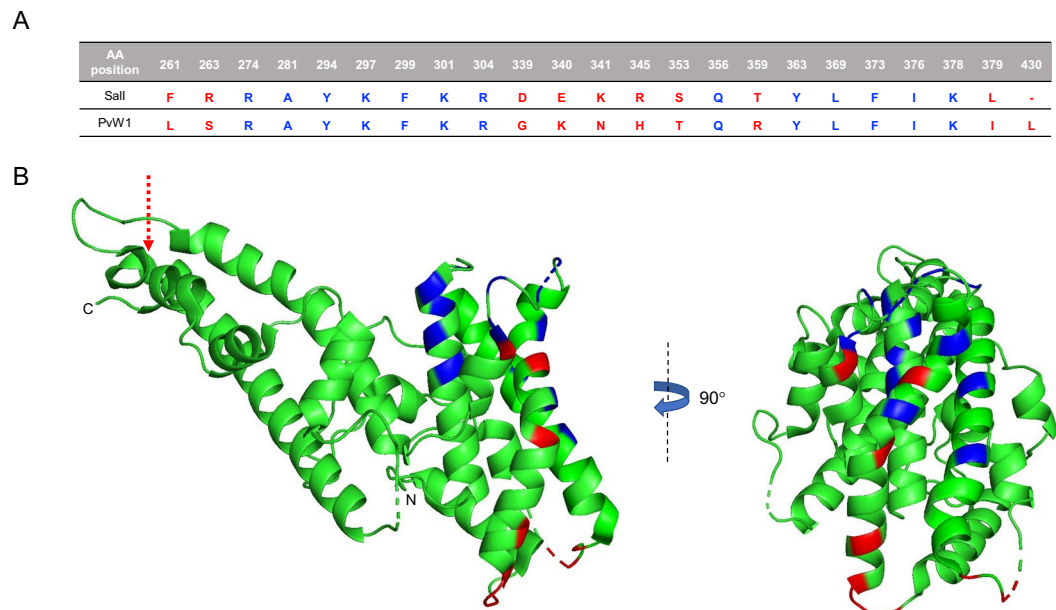 A
AA position 261 263 274 281 294 297 299 301 304 339 340 341 345 353 356 359 363 369 373 376 378 379 430
SalI F R R A Y K F K R D E K R S Q T Y L F I K L -
PvW1 L S R A Y K F K R G K N H T Q R Y L F I K I L
B
C
N
90°